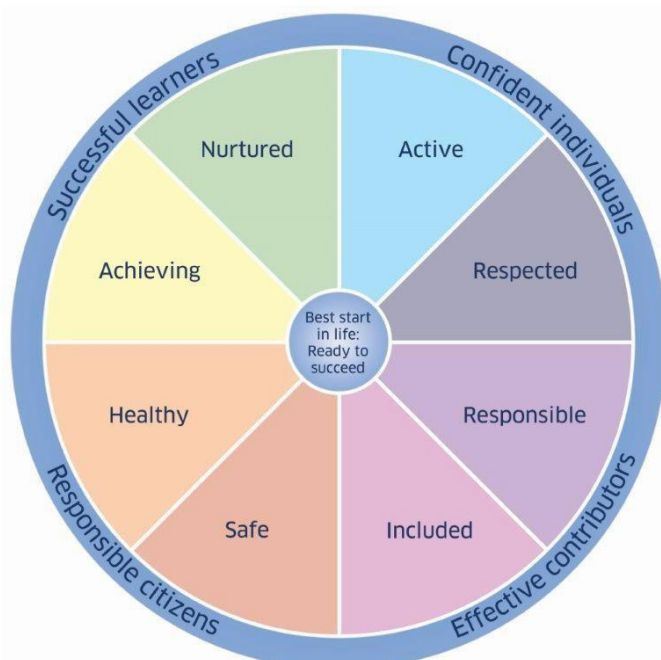 Successful learners
Confident individuals
Nurtured
Active
Achieving
Respected
Best start
in life:
Ready to
succeed
Healthy
Responsible
Safe
Included
Responsible citizens
Effective contributors